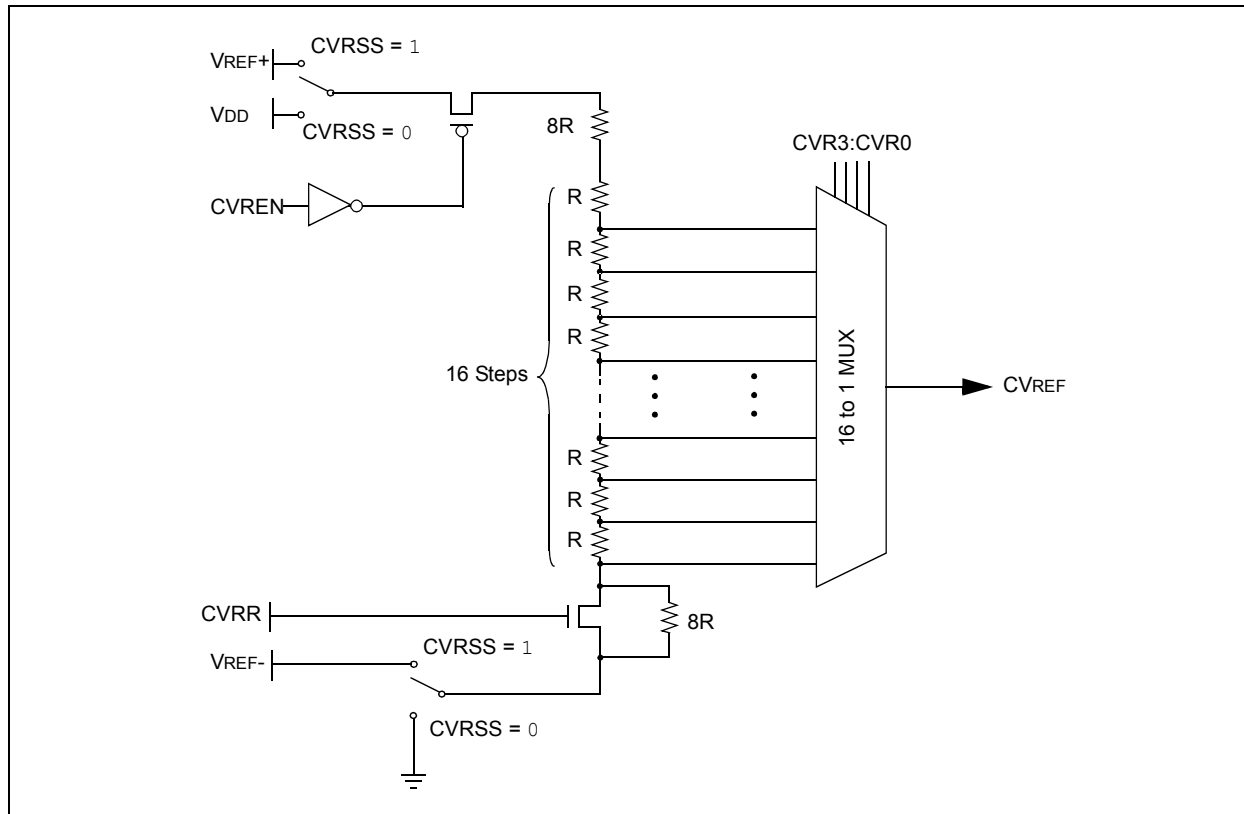 CVRSS = 1
VREF+
VDD
CVRSS = 0
8R
CVR3:CVR0
CVREN
R
R
R
R
16 Steps
16 to 1 MUX
CVREF
R
R
R
CVRR
8R
CVRSS = 1
VREF-
CVRSS = 0